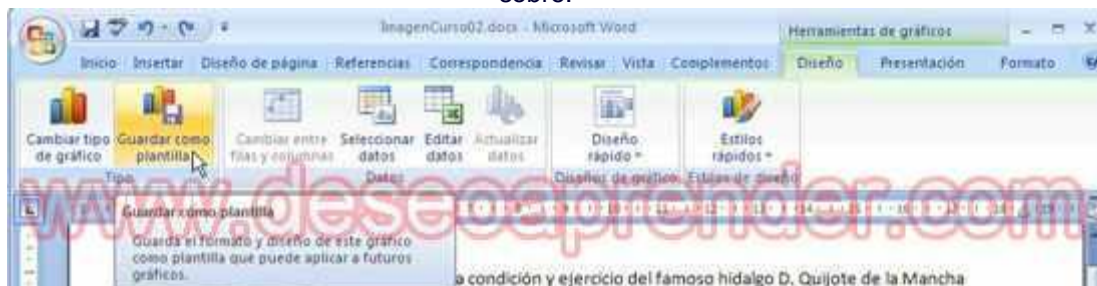 sobre.
ImagenCurso02.docx - Microsoft Word
Herramientas de gráficos
Inicio Insertar Diseño de página Referencias Correspondencia Revisar Vista Complementos Diseño Presentación Formato
Cambiar tipo de gráfico
Guardar como plantilla
Cambiar entre filas y columnas
Seleccionar datos
Editar datos
Actualizar datos
Diseño rápido
Estilos rápidos
Tipo
Datos
Diseños de gráfico
Estilos de diseño
www.deseoaprender.com
Guardar como plantilla
Guarda el formato y diseño de este gráfico
como plantilla que puede aplicar a futuros
gráficos.
a condición y ejercicio del famoso hidalgo D. Quijote de la Mancha